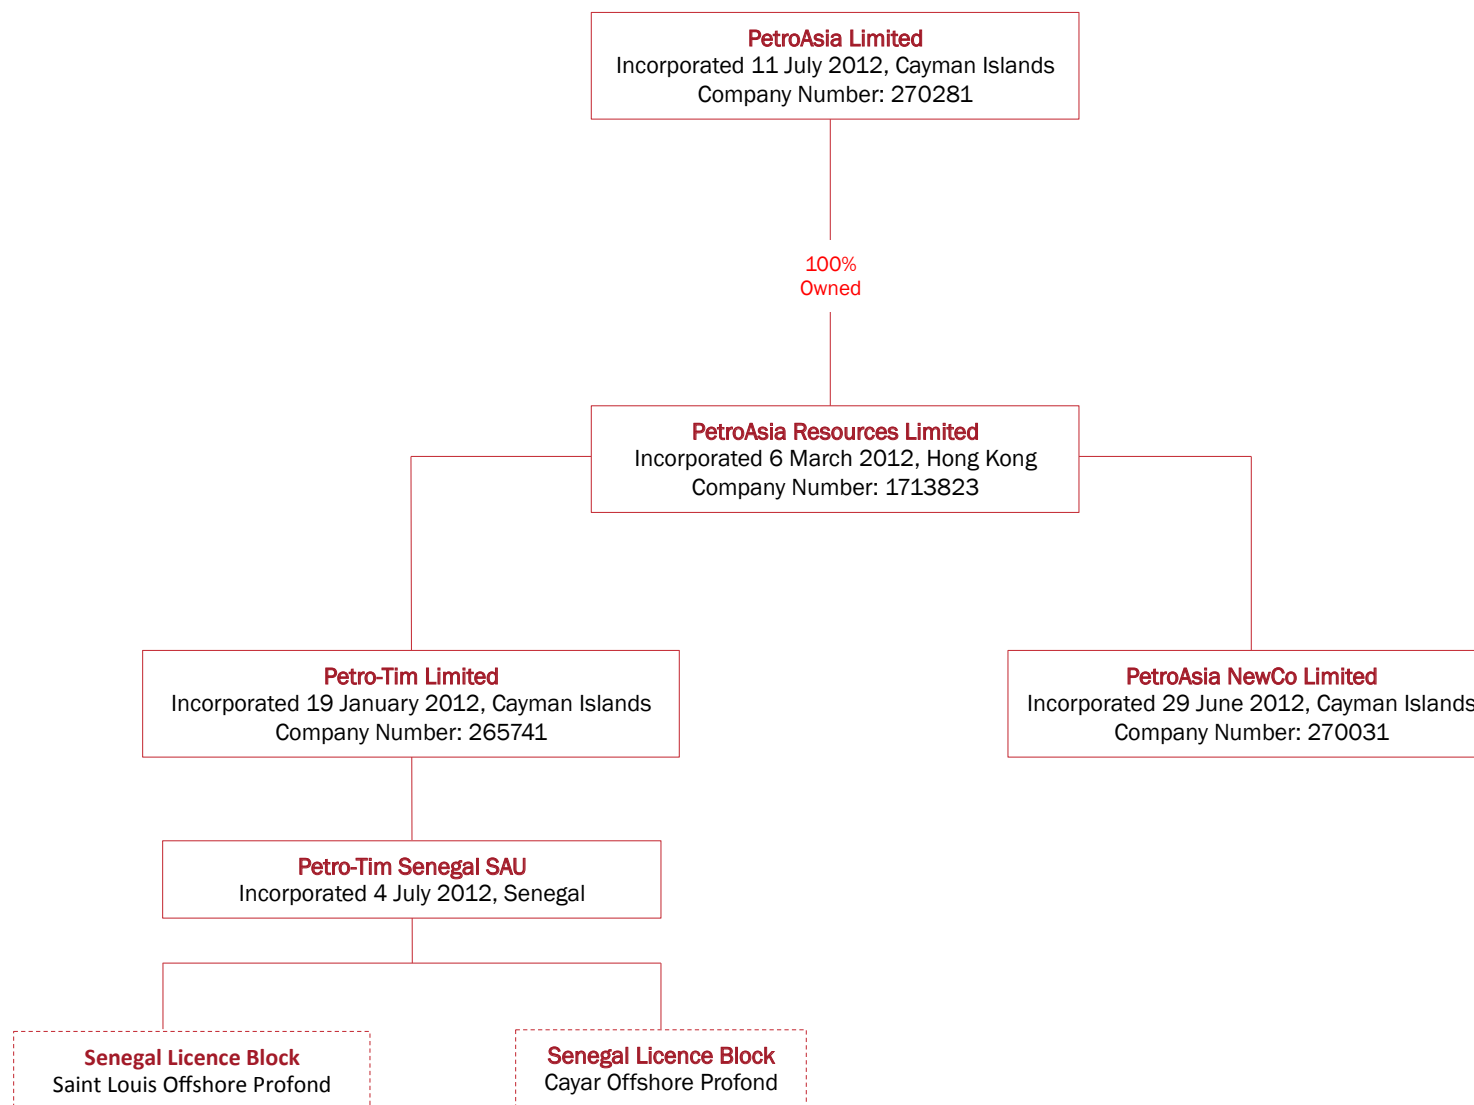 PetroAsia Limited
Incorporated 11 July 2012, Cayman Islands
Company Number: 270281
100%
Owned
PetroAsia Resources Limited
Incorporated 6 March 2012, Hong Kong
Company Number: 1713823
Petro-Tim Limited
Incorporated 19 January 2012, Cayman Islands
Company Number: 265741
PetroAsia NewCo Limited
Incorporated 29 June 2012, Cayman Islands
Company Number: 270031
Petro-Tim Senegal SAU
Incorporated 4 July 2012, Senegal
Senegal Licence Block
Saint Louis Offshore Profond
Senegal Licence Block
Cayar Offshore Profond